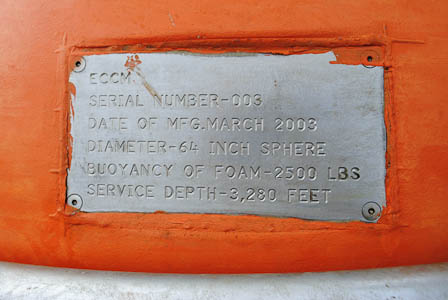 ECCM
SERIAL NUMBER-003
DATE OF MFG.MARCH 2003
DIAMETER-64 INCH SPHERE
BUOYANCY OF FOAM-2500 LBS
SERVICE DEPTH-3,280 FEET